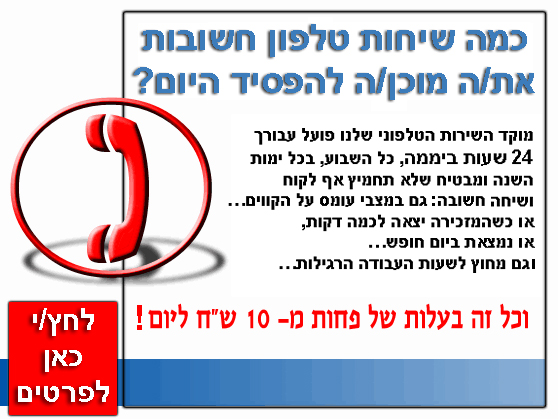 כמה שיחות טלפון חשובות
את/ה מוכן/ה להפסיד היום?
מוקד השירות הטלפוני שלנו פועל עבורך
24 שעות ביממה, כל השבוע, בכל ימות
השנה ומבטיח שלא תחמיץ אף לקוח
ושיחה חשובה: גם במצבי עומס על הקווים...
או כשהמזכירה יצאה לכמה דקות,
או נמצאת ביום חופש...
וגם מחוץ לשעות העבודה הרגילות...
וכל זה בעלות של פחות מ- 10 ש"ח ליום!
לחץ/י
כאן
לפרטים